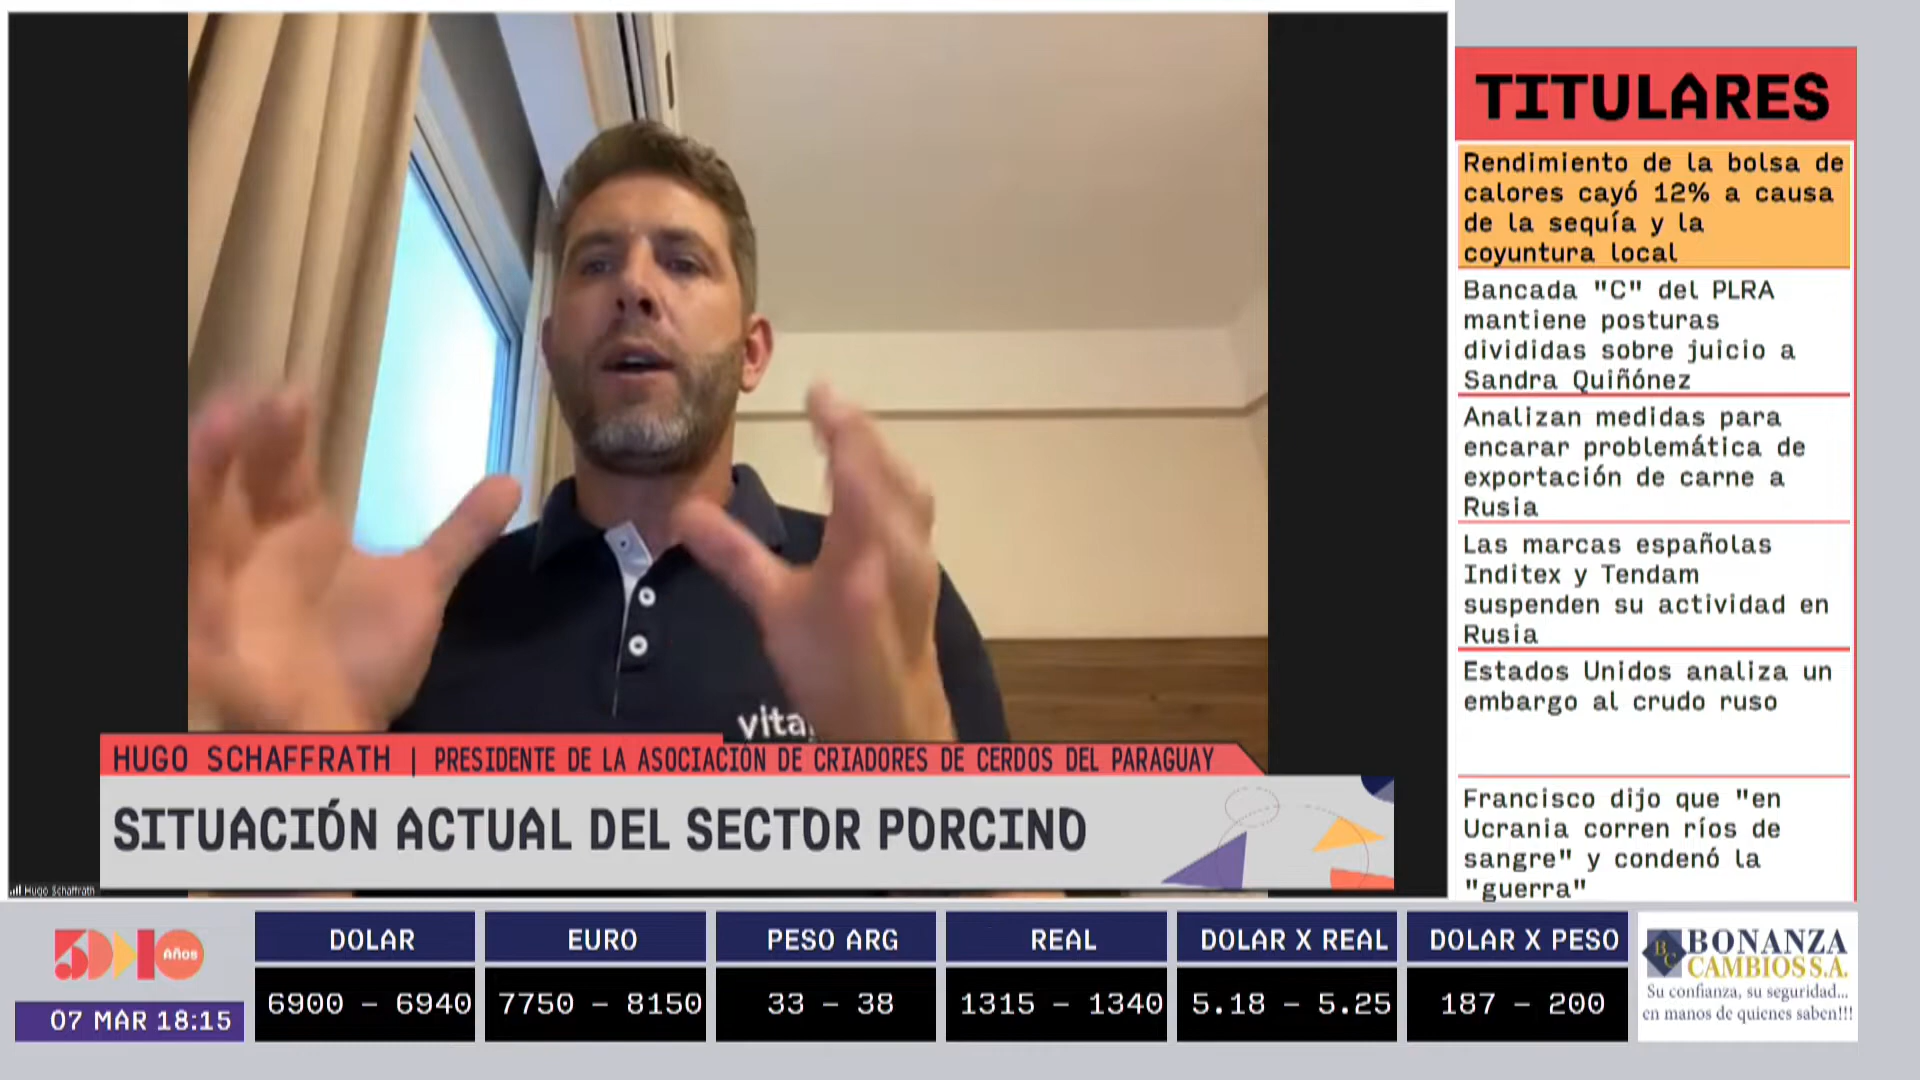 vita
HUGO SCHAFFRATH | PRESIDENTE DE LA ASOCIACIÓN DE CRIADORES DE CERDOS DEL PARAGUAY
SITUACIÓN ACTUAL DEL SECTOR PORCINO
Hugo Schaffrath
TITULARES
Rendimiento de la bolsa de
calores cayó 12% a causa
de la sequía y la
coyuntura local
Bancada "C" del PLRA
mantiene posturas
divididas sobre juicio a
Sandra Quiñónez
Analizan medidas para
encarar problemática de
exportación de carne a
Rusia
Las marcas españolas
Inditex y Tendam
suspenden su actividad en
Rusia
Estados Unidos analiza un
embargo al crudo ruso
Francisco dijo que "en
Ucrania corren ríos de
sangre" y condenó la
"guerra"
5D 10 Años
07 MAR 18:15
DOLAR
6900 - 6940
EURO
7750 - 8150
PESO ARG
33 - 38
REAL
1315 - 1340
DOLAR X REAL
5.18 - 5.25
DOLAR X PESO
187 - 200
BC
BONANZA
CAMBIOS S.A.
Su confianza, su seguridad...
en manos de quienes saben!!!